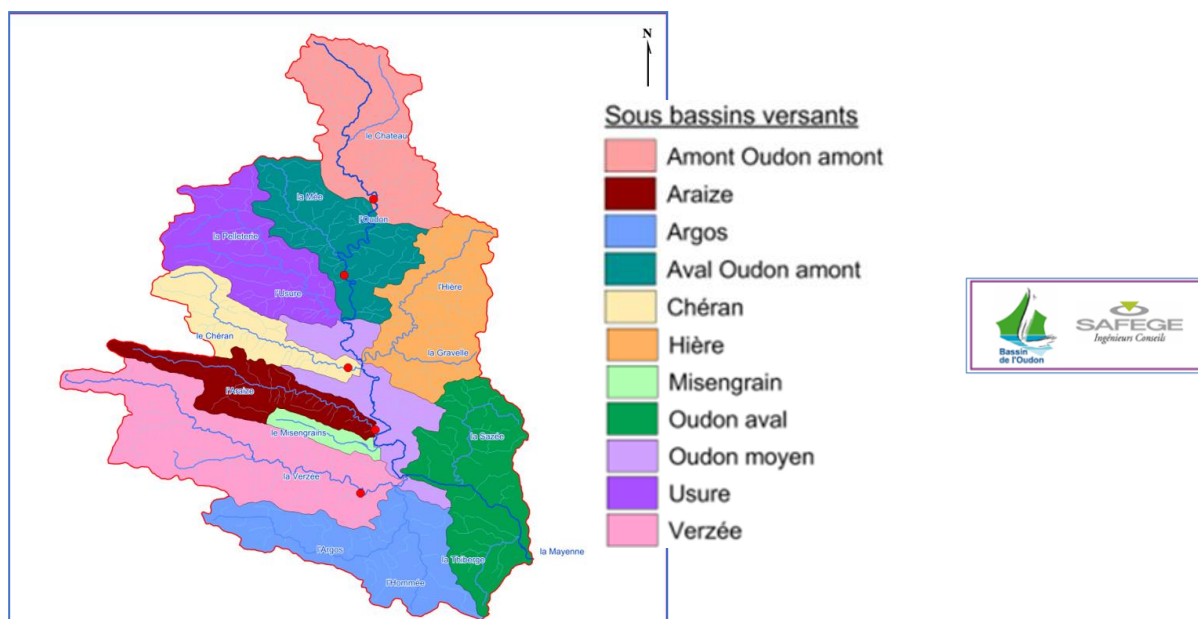 N
le Chateau
la Mée
l'Oudon
la Pelleterie
l'Hière
l'Usure
le Chéran
la Gravelle
l'Araize
le Misengrains
la Sazée
la Verzée
l'Argos
la Thiberge
l'Hommée
la Mayenne
Sous bassins versants
Amont Oudon amont
Araize
Argos
Aval Oudon amont
Chéran
Hière
Misengrain
Oudon aval
Oudon moyen
Usure
Verzée
Bassin
de l'Oudon
SAFEGE
Ingénieurs Conseils